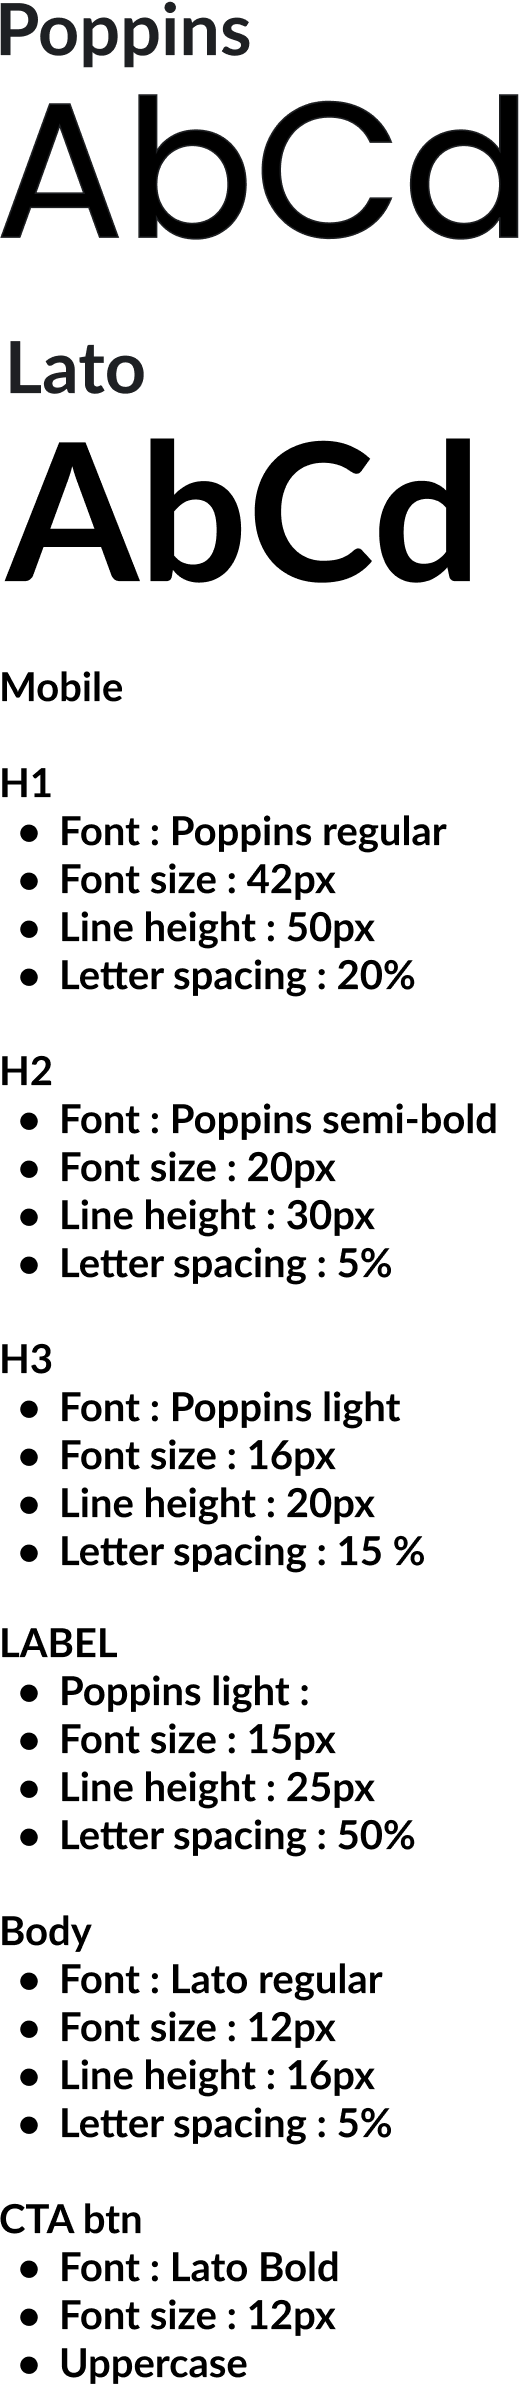 Poppins
AbCd
Lato
AbCd
Mobile
H1
● Font : Poppins regular
● Font size : 42px
● Line height : 50px
● Letter spacing : 20%
H2
● Font : Poppins semi-bold
● Font size : 20px
● Line height : 30px
● Letter spacing : 5%
H3
● Font : Poppins light
● Font size : 16px
● Line height : 20px
● Letter spacing : 15 %
LABEL
● Poppins light :
● Font size : 15px
● Line height : 25px
● Letter spacing : 50%
Body
● Font : Lato regular
● Font size : 12px
● Line height : 16px
● Letter spacing : 5%
CTA btn
● Font : Lato Bold
● Font size : 12px
● Uppercase